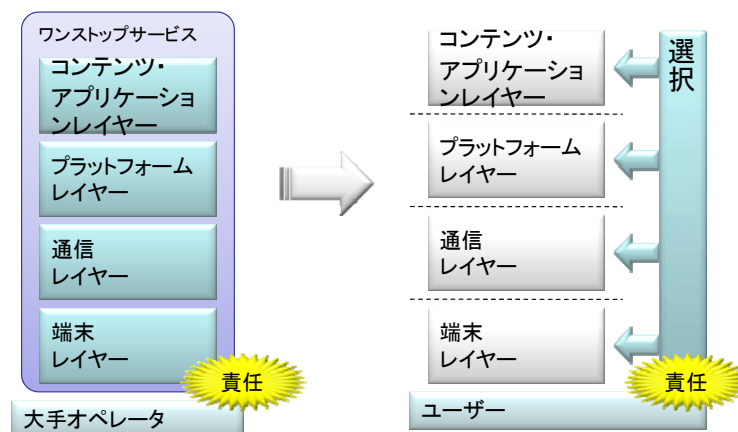 ワンストップサービス
コンテンツ・
アプリケーショ
ンレイヤー
プラットフォーム
レイヤー
通信
レイヤー
端末
レイヤー
責任
大手オペレータ
コンテンツ・
アプリケーショ
ンレイヤー
プラットフォーム
レイヤー
通信
レイヤー
端末
レイヤー
選択
責任
ユーザー